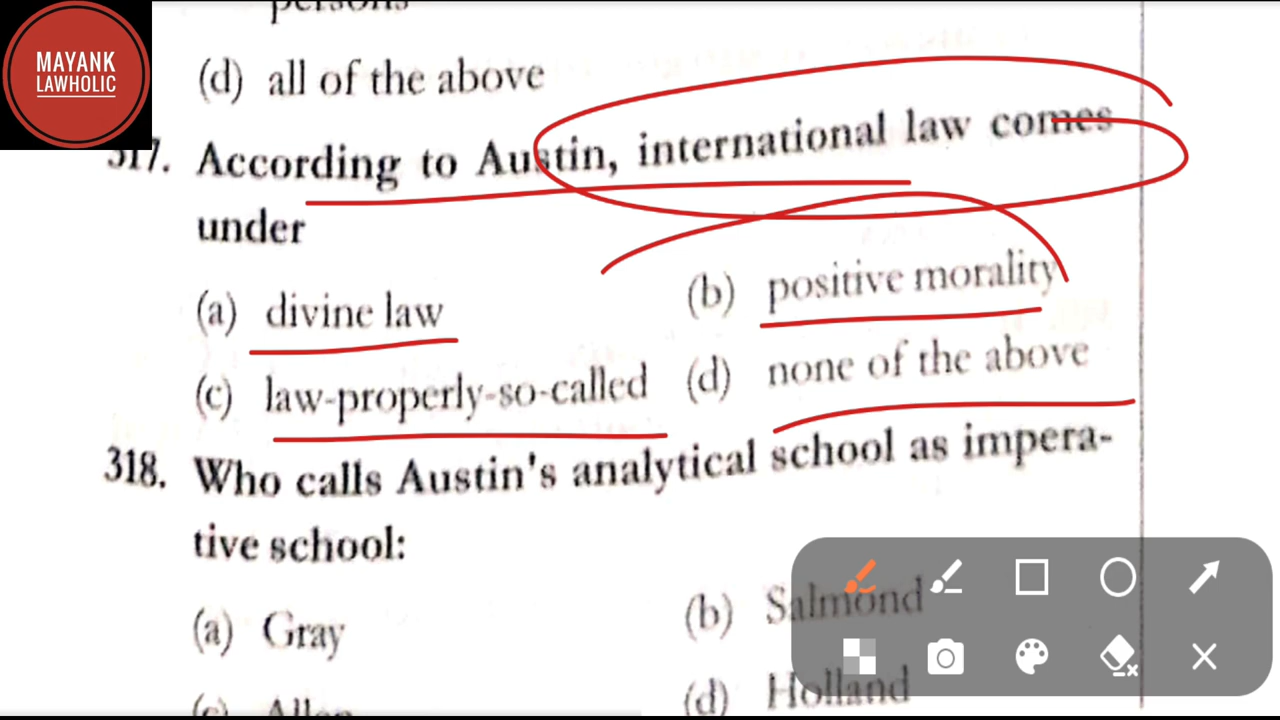 MAYANK
LAWHOLIC
persons
(d) all of the above
317. According to Austin, international law comes
under
(a) divine law (b) positive morality
(c) law-properly-so-called (d) none of the above
318. Who calls Austin's analytical school as impera-
tive school:
(a) Gray (b) Salmond
(c) Allen (d) Holland